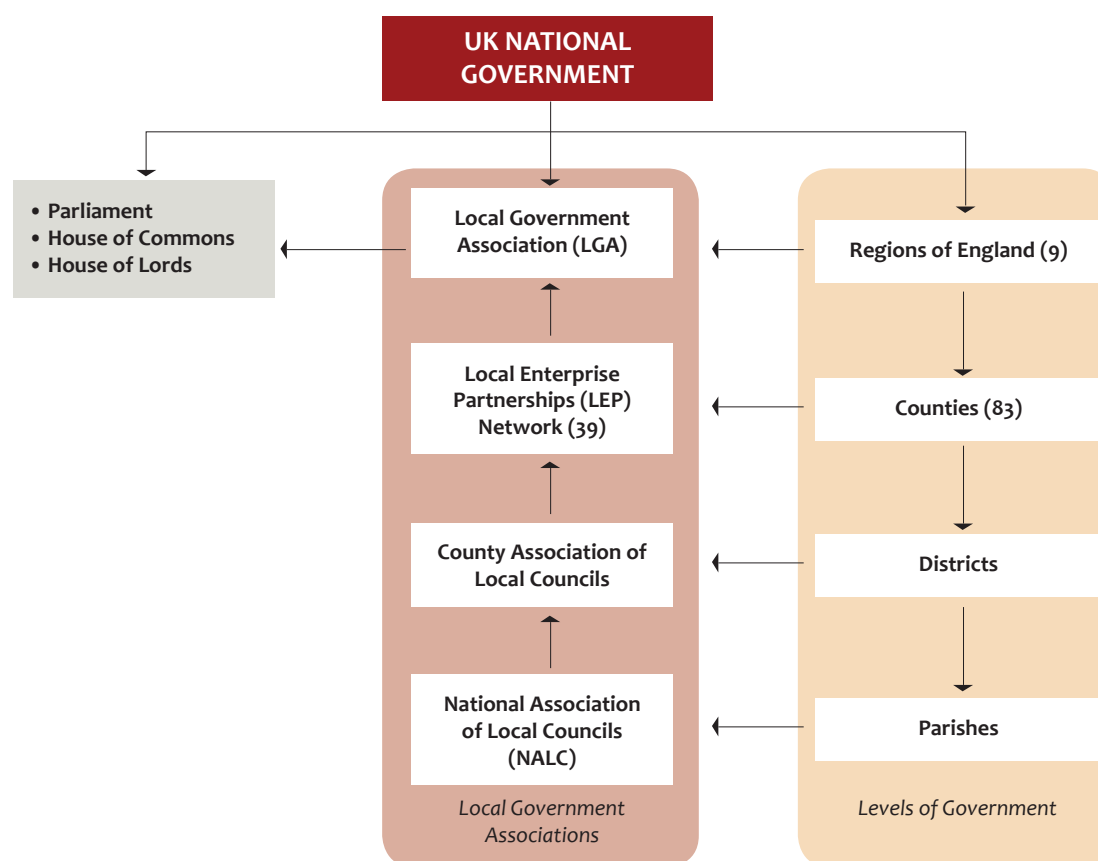 UK NATIONAL
GOVERNMENT
• Parliament
• House of Commons
• House of Lords
Local Government
Association (LGA)
Regions of England (9)
Local Enterprise
Partnerships (LEP)
Network (39)
Counties (83)
County Association of
Local Councils
Districts
National Association
of Local Councils
(NALC)
Parishes
Local Government
Associations
Levels of Government